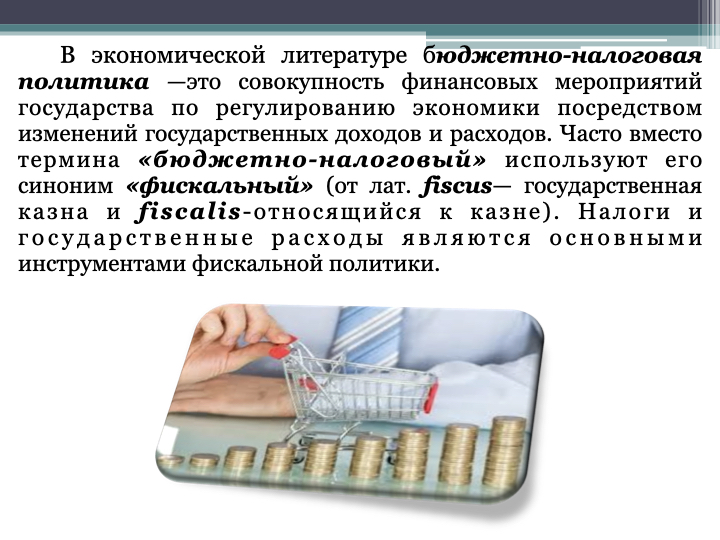 В экономической литературе бюджетно-налоговая
политика —это совокупность финансовых мероприятий
государства по регулированию экономики посредством
изменений государственных доходов и расходов. Часто вместо
термина «бюджетно-налоговый» используют его
синоним «фискальный» (от лат. fiscus— государственная
казна и fiscalis-относящийся к казне). Налоги и
государственные расходы являются основными
инструментами фискальной политики.